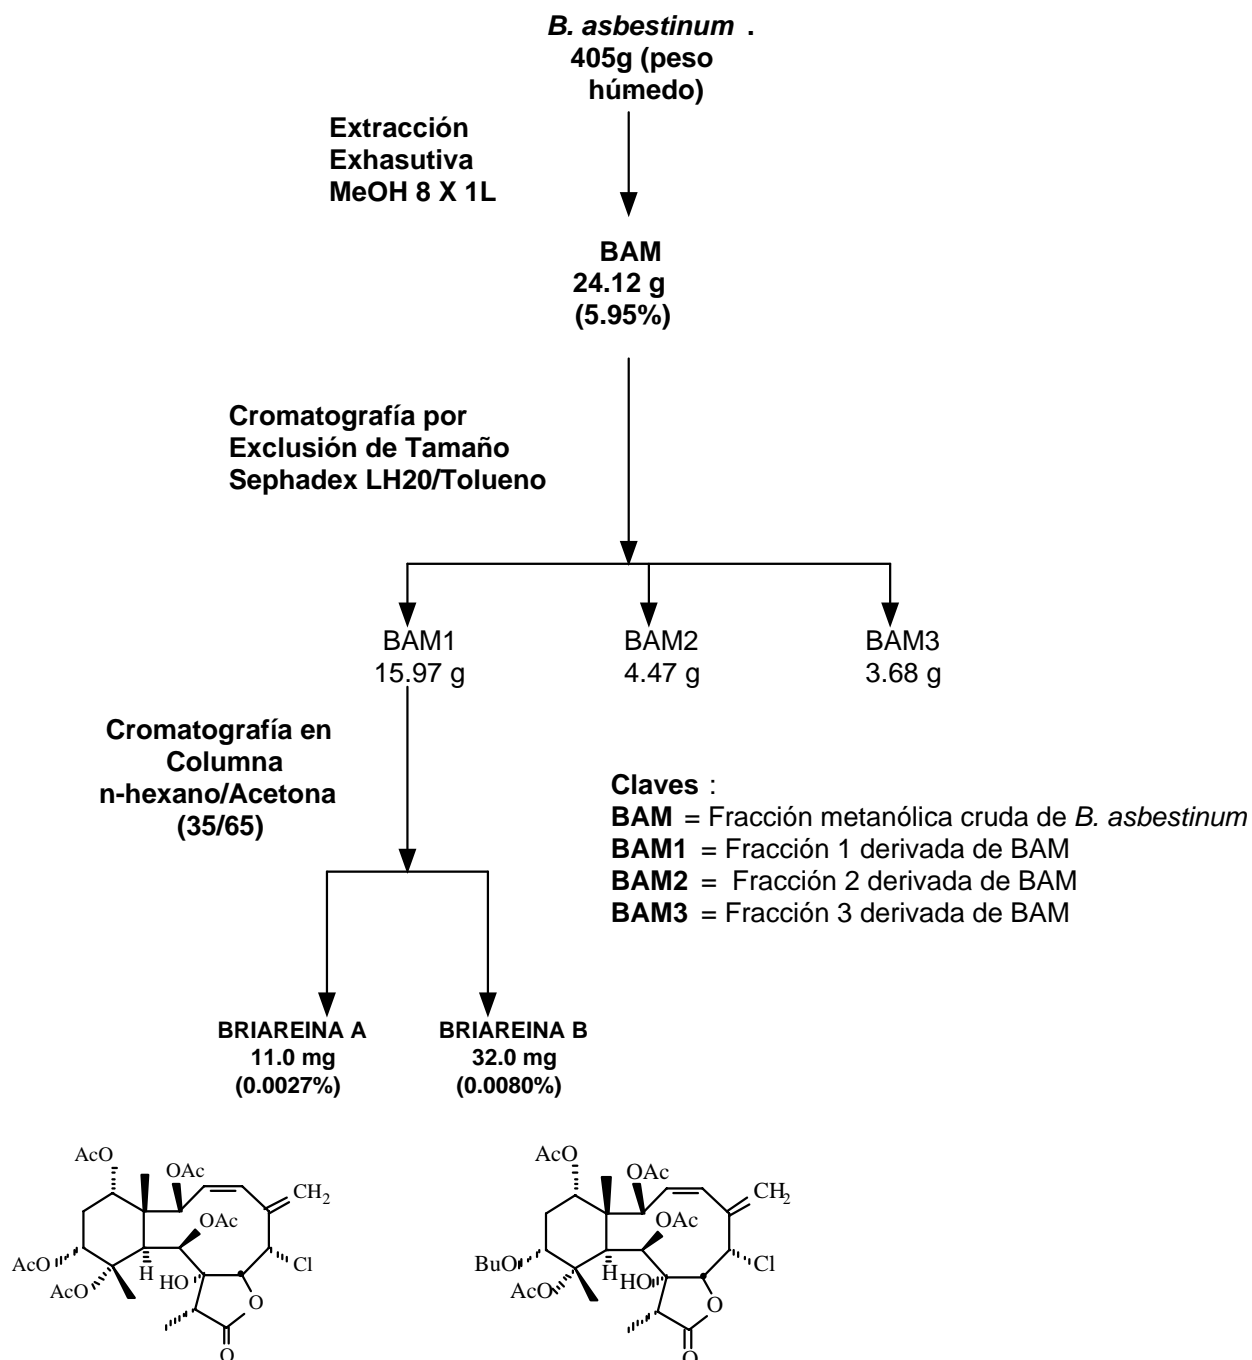 B. asbestinum .
405g (peso
húmedo)
Extracción
Exhasutiva
MeOH 8 X 1L
BAM
24.12 g
(5.95%)
Cromatografía por
Exclusión de Tamaño
Sephadex LH20/Tolueno
BAM1
15.97 g
BAM2
4.47 g
BAM3
3.68 g
Cromatografía en
Columna
n-hexano/Acetona
(35/65)
Claves :
BAM = Fracción metanólica cruda de B. asbestinum
BAM1 = Fracción 1 derivada de BAM
BAM2 = Fracción 2 derivada de BAM
BAM3 = Fracción 3 derivada de BAM
BRIAREINA A
11.0 mg
(0.0027%)
BRIAREINA B
32.0 mg
(0.0080%)
AcO
OAc
CH2
OAc
AcO
H
Cl
AcO
HO
O
O
AcO
OAc
CH2
OAc
BuO
H
Cl
AcO
HO
O
O